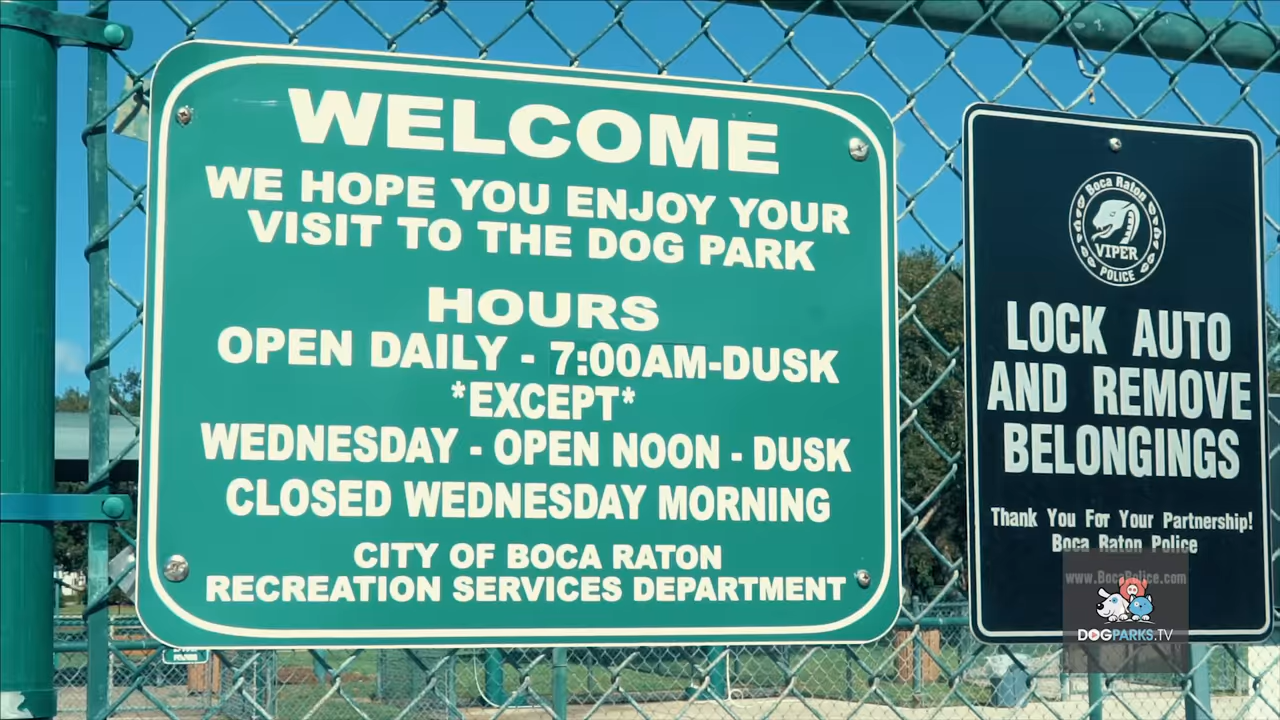 WELCOME
WE HOPE YOU ENJOY YOUR
VISIT TO THE DOG PARK
HOURS
OPEN DAILY - 7:00AM-DUSK
*EXCEPT*
WEDNESDAY - OPEN NOON - DUSK
CLOSED WEDNESDAY MORNING
CITY OF BOCA RATON
RECREATION SERVICES DEPARTMENT
Boca Raton
VIPER
POLICE
LOCK AUTO
AND REMOVE
BELONGINGS
Thank You For Your Partnership!
Boca Raton Police
www.BocaPolice.com
DOGPARKS.TV